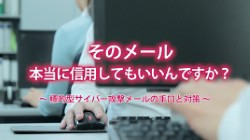 そのメール
本当に信用してもいいんですか?
～ 標的型サイバー攻撃メールの手口と対策 ～